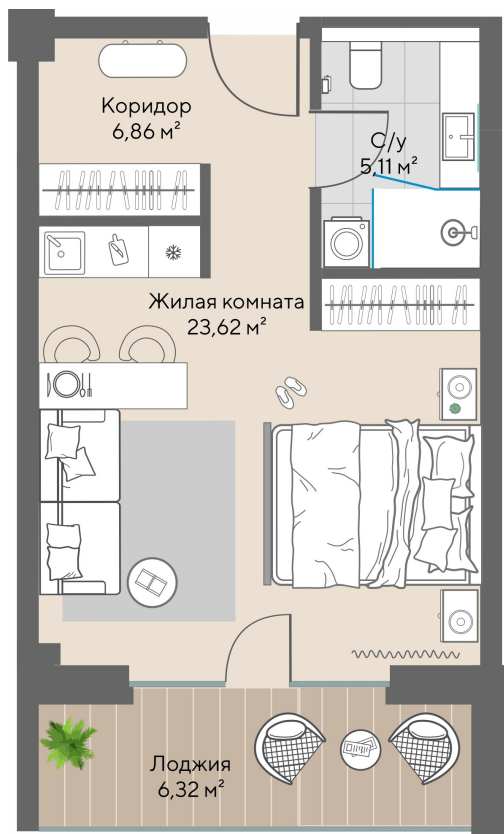 Коридор
6,86 м²
С/у
5,11 м²
Жилая комната
23,62 м²
Лоджия
6,32 м²